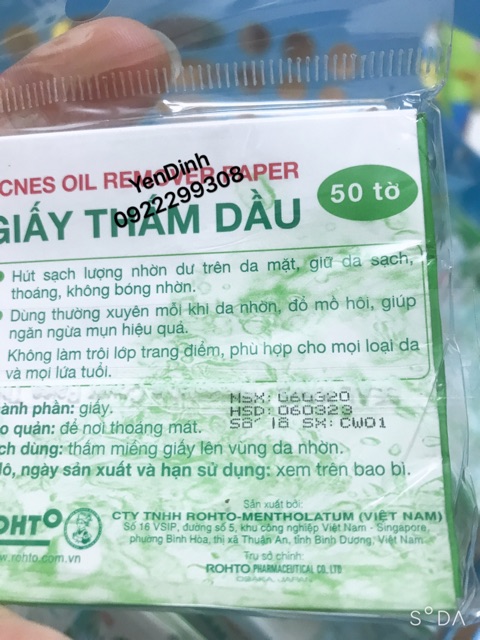 CNES OIL REMOVER PAPER
YenDinh
0922299308
50 tờ
GIẤY THẤM DẦU
Hút sạch lượng nhờn dư trên da mặt, giữ da sạch,
thoáng, không bóng nhờn.
Dùng thường xuyên mỗi khi da nhờn, đổ mồ hôi, giúp
ngăn ngừa mụn hiệu quả.
Không làm trôi lớp trang điểm, phù hợp cho mọi loại da
và mọi lứa tuổi.
ành phần: giấy.
NSX: 060320
o quản: để nơi thoáng mát.
HSD: 060323
Số lô SX: CW01
ch dùng: thấm miếng giấy lên vùng da nhờn.
lô, ngày sản xuất và hạn sử dụng: xem trên bao bì.
OHTO
www.rohto.com.vn
Sản xuất bởi:
CTY TNHH ROHTO-MENTHOLATUM (VIỆT NAM)
Số 16 VSIP, đường số 5, khu công nghiệp Việt Nam - Singapore,
phường Bình Hòa, thị xã Thuận An, tỉnh Bình Dương, Việt Nam.
Trụ sở chính:
ROHTO PHARMACEUTICAL CO. LTD
OSAKA, JAPAN
SODA